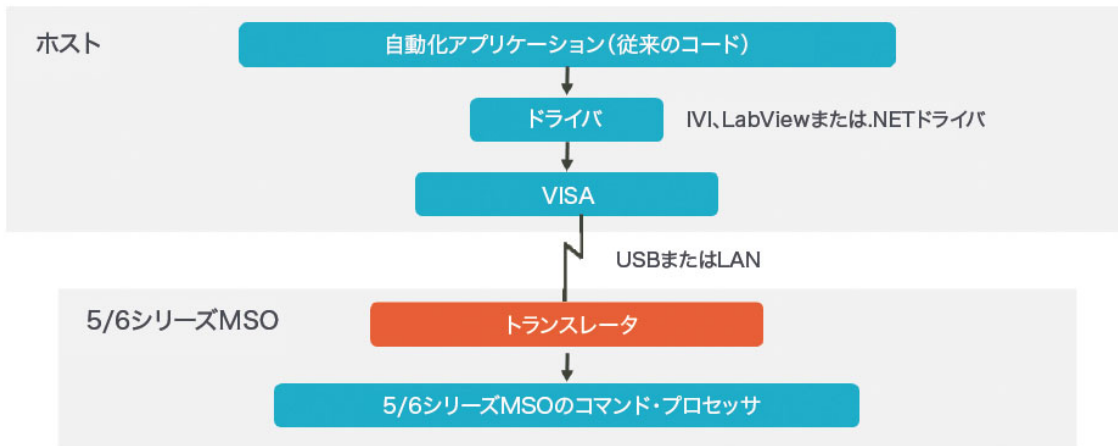 ホスト
自動化アプリケーション(従来のコード)
ドライバ
IVI、LabViewまたは.NETドライバ
VISA
USBまたはLAN
5/6シリーズMSO
トランスレータ
5/6シリーズMSOのコマンド・プロセッサ